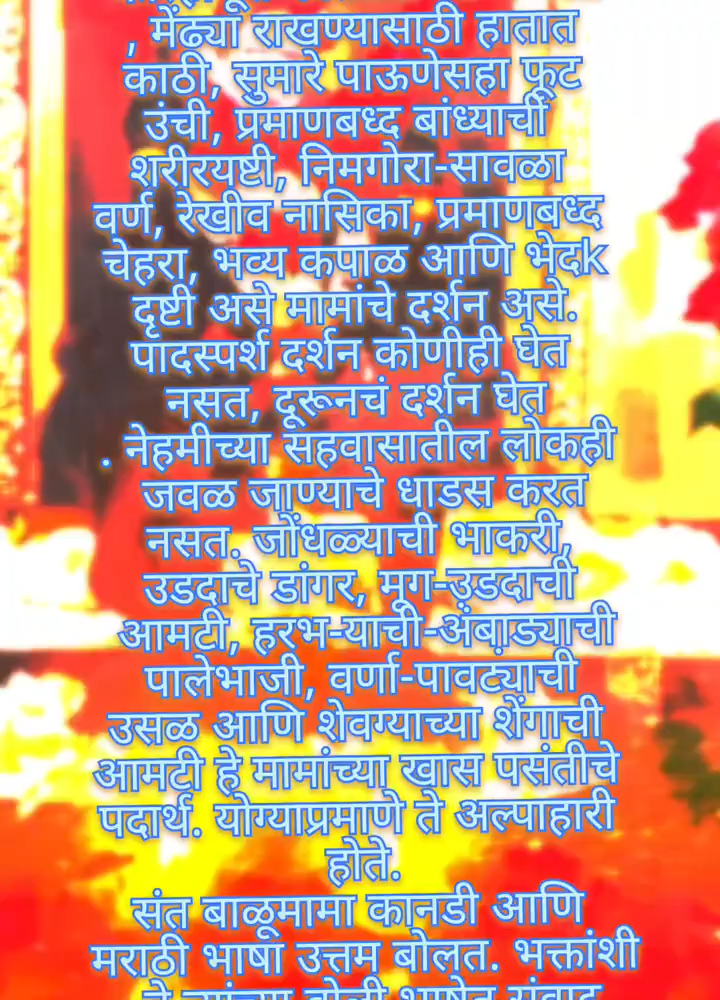 , मेंढ्या राखण्यासाठी हातात
काठी, सुमारे पाऊणेसहा फूट
उंची, प्रमाणबध्द बांध्याची
शरीरयष्टी, निमगोरा-सावळा
वर्ण, रेखीव नासिका, प्रमाणबध्द
चेहरा, भव्य कपाळ आणि भेदk
दृष्टी असे मामांचे दर्शन असे.
पादस्पर्श दर्शन कोणीही घेत
नसत, दूरूनचं दर्शन घेत
. नेहमीच्या सहवासातील लोकही
जवळ जाण्याचे धाडस करत
नसत. जोंधळ्याची भाकरी,
उडदाचे डांगर, मूग-उडदाची
आमटी, हरभ-याची-अंबाड्याची
पालेभाजी, वर्णा-पावट्याची
उसळ आणि शेवग्याच्या शेंगाची
आमटी हे मामांच्या खास पसंतीचे
पदार्थ. योग्याप्रमाणे ते अल्पाहारी
होते.
संत बाळूमामा कानडी आणि
मराठी भाषा उत्तम बोलत. भक्तांशी